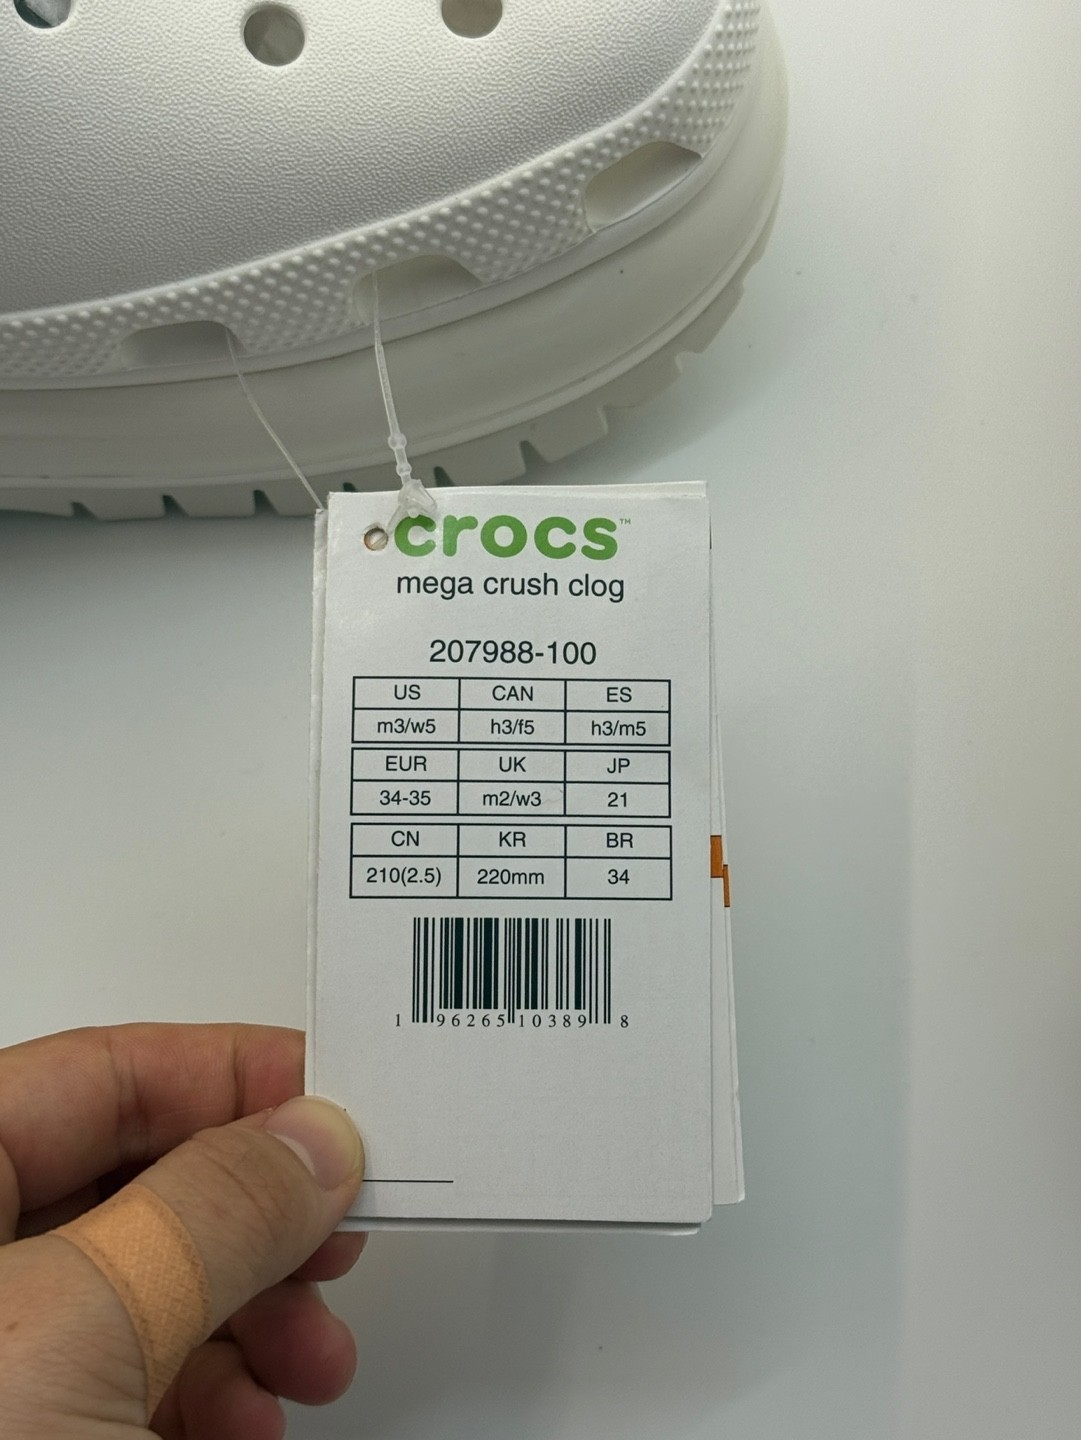 crocs™
mega crush clog
207988-100
US CAN ES
m3/w5 h3/f5 h3/m5
EUR UK JP
34-35 m2/w3 21
CN KR BR
210(2.5) 220mm 34
1 96265 10389 8